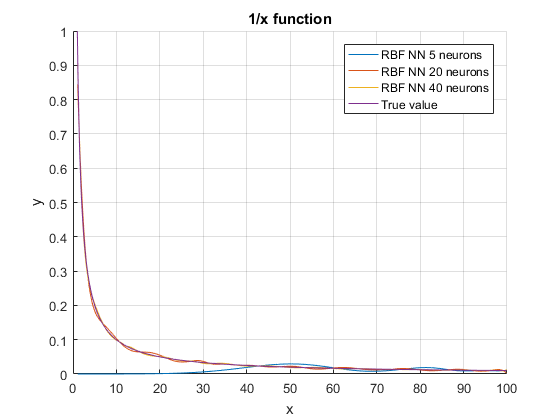 1/x function
RBF NN 5 neurons
RBF NN 20 neurons
RBF NN 40 neurons
True value
1
0.9
0.8
0.7
0.6
0.5
0.4
0.3
0.2
0.1
0
y
0 10 20 30 40 50 60 70 80 90 100
x